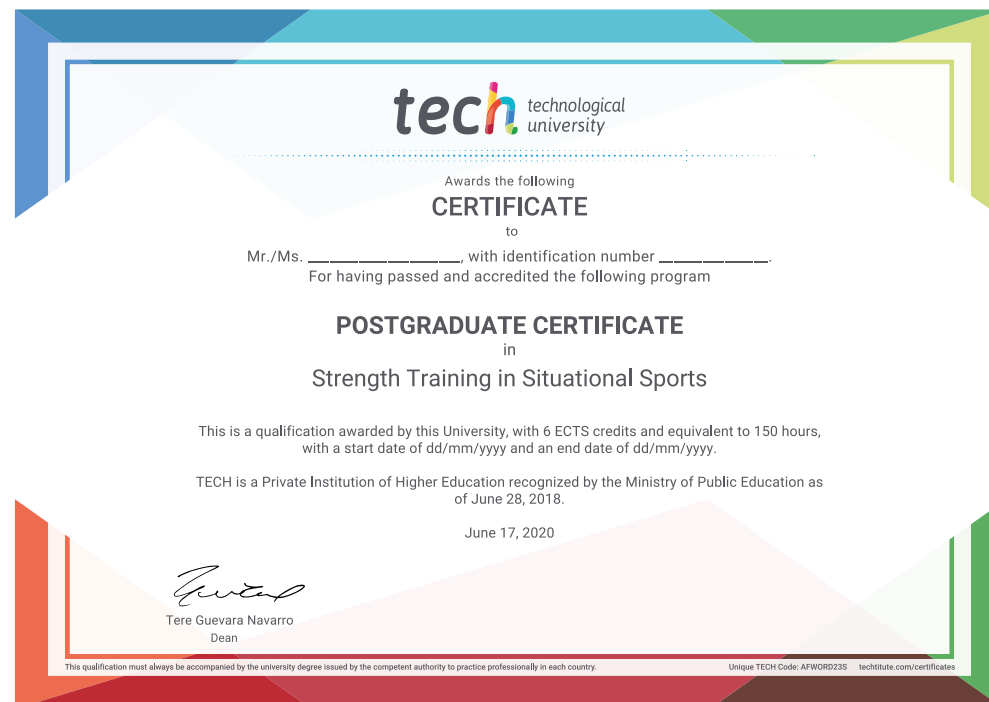 tech technological
university
Awards the following
CERTIFICATE
to
Mr./Ms. ____________________, with identification number ______________.
For having passed and accredited the following program
POSTGRADUATE CERTIFICATE
in
Strength Training in Situational Sports
This is a qualification awarded by this University, with 6 ECTS credits and equivalent to 150 hours,
with a start date of dd/mm/yyyy and an end date of dd/mm/yyyy.
TECH is a Private Institution of Higher Education recognized by the Ministry of Public Education as
of June 28, 2018.
June 17, 2020
Tere Guevara Navarro
Dean
This qualification must always be accompanied by the university degree issued by the competent authority to practice professionally in each country.
Unique TECH Code: AFWORD23S techtitute.com/certificates